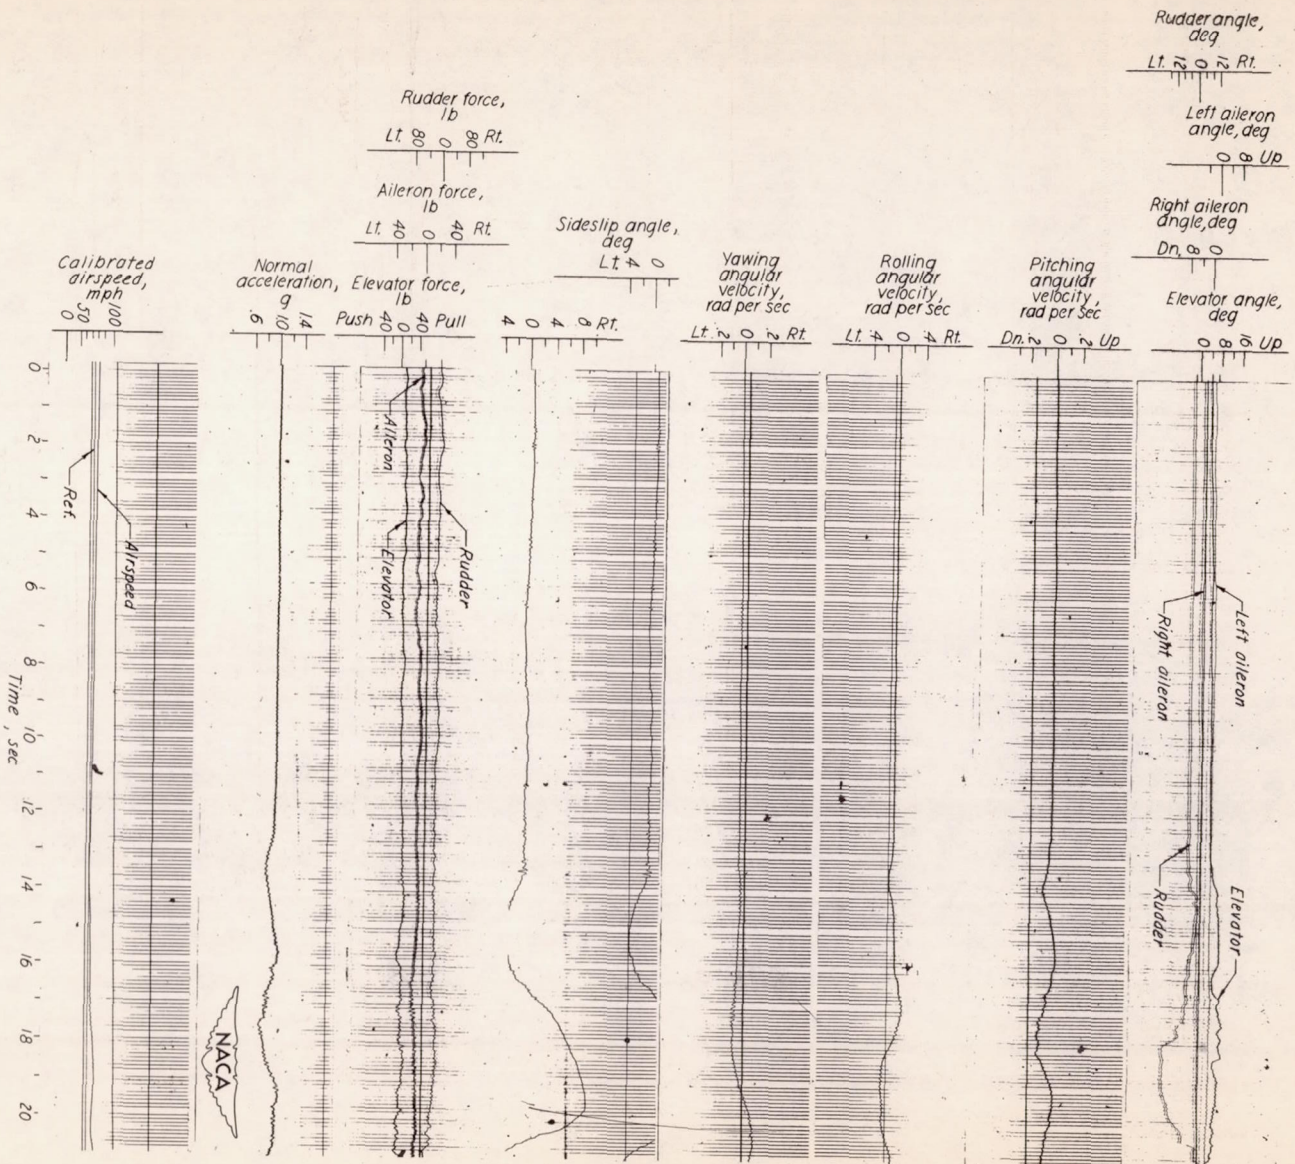 Rudder angle,
deg
Lt. 12 0 12 Rt.
Left aileron
angle, deg
0 8 Up
Right aileron
angle, deg
Dn. 8 0
Elevator angle,
deg
0 8 16 Up
Rudder force,
lb
Lt. 80 0 80 Rt.
Aileron force,
lb
Lt. 40 0 40 Rt.
Elevator force,
lb
Push 40 0 40 Pull
Sideslip angle,
deg
Lt. 4 0
4 0 4 8 Rt.
Calibrated
airspeed,
mph
0 50 100
Normal
acceleration,
g
.6 1.0 1.4
Yawing
angular
velocity,
rad per sec
Lt. .2 0 .2 Rt.
Rolling
angular
velocity,
rad per sec
Lt. .4 0 .4 Rt.
Pitching
angular
velocity,
rad per sec
Dn. .2 0 .2 Up
0
2
4
6
8
10
12
14
16
18
20
Time, sec
Ref.
Airspeed
Aileron
Elevator
Rudder
Left aileron
Right aileron
Rudder
Elevator
NACA